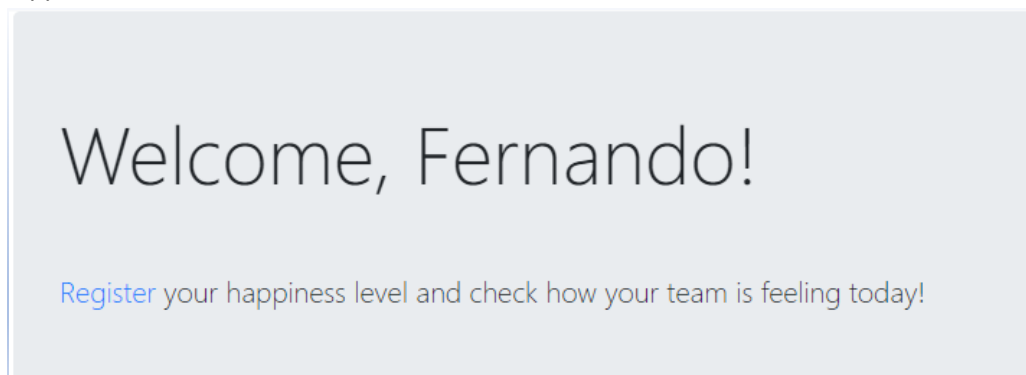 Welcome, Fernando!
Register your happiness level and check how your team is feeling today!